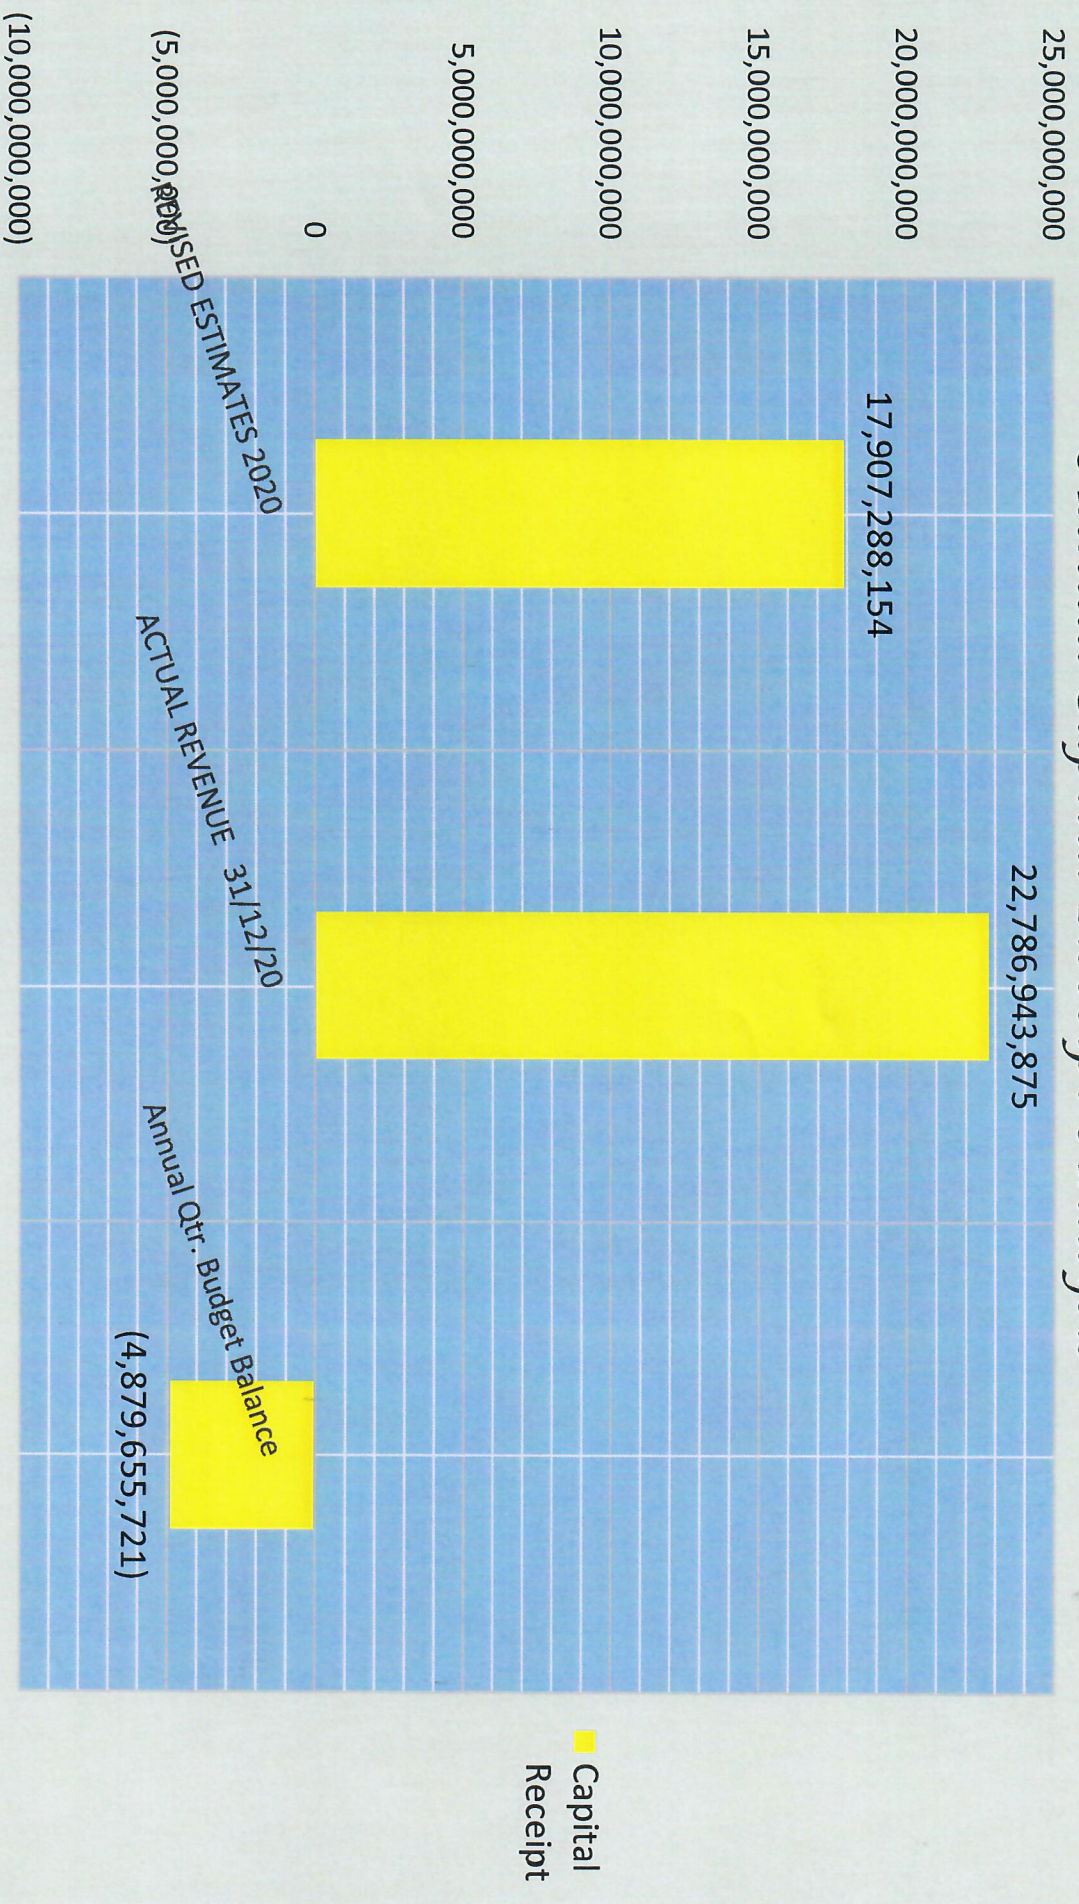 25,000,000,000
20,000,000,000
15,000,000,000
10,000,000,000
5,000,000,000
0
(5,000,000,000)
(10,000,000,000)
17,907,288,154
22,786,943,875
(4,879,655,721)
REVISED ESTIMATES 2020
ACTUAL REVENUE 31/12/20
Annual Qtr. Budget Balance
Capital
Receipt